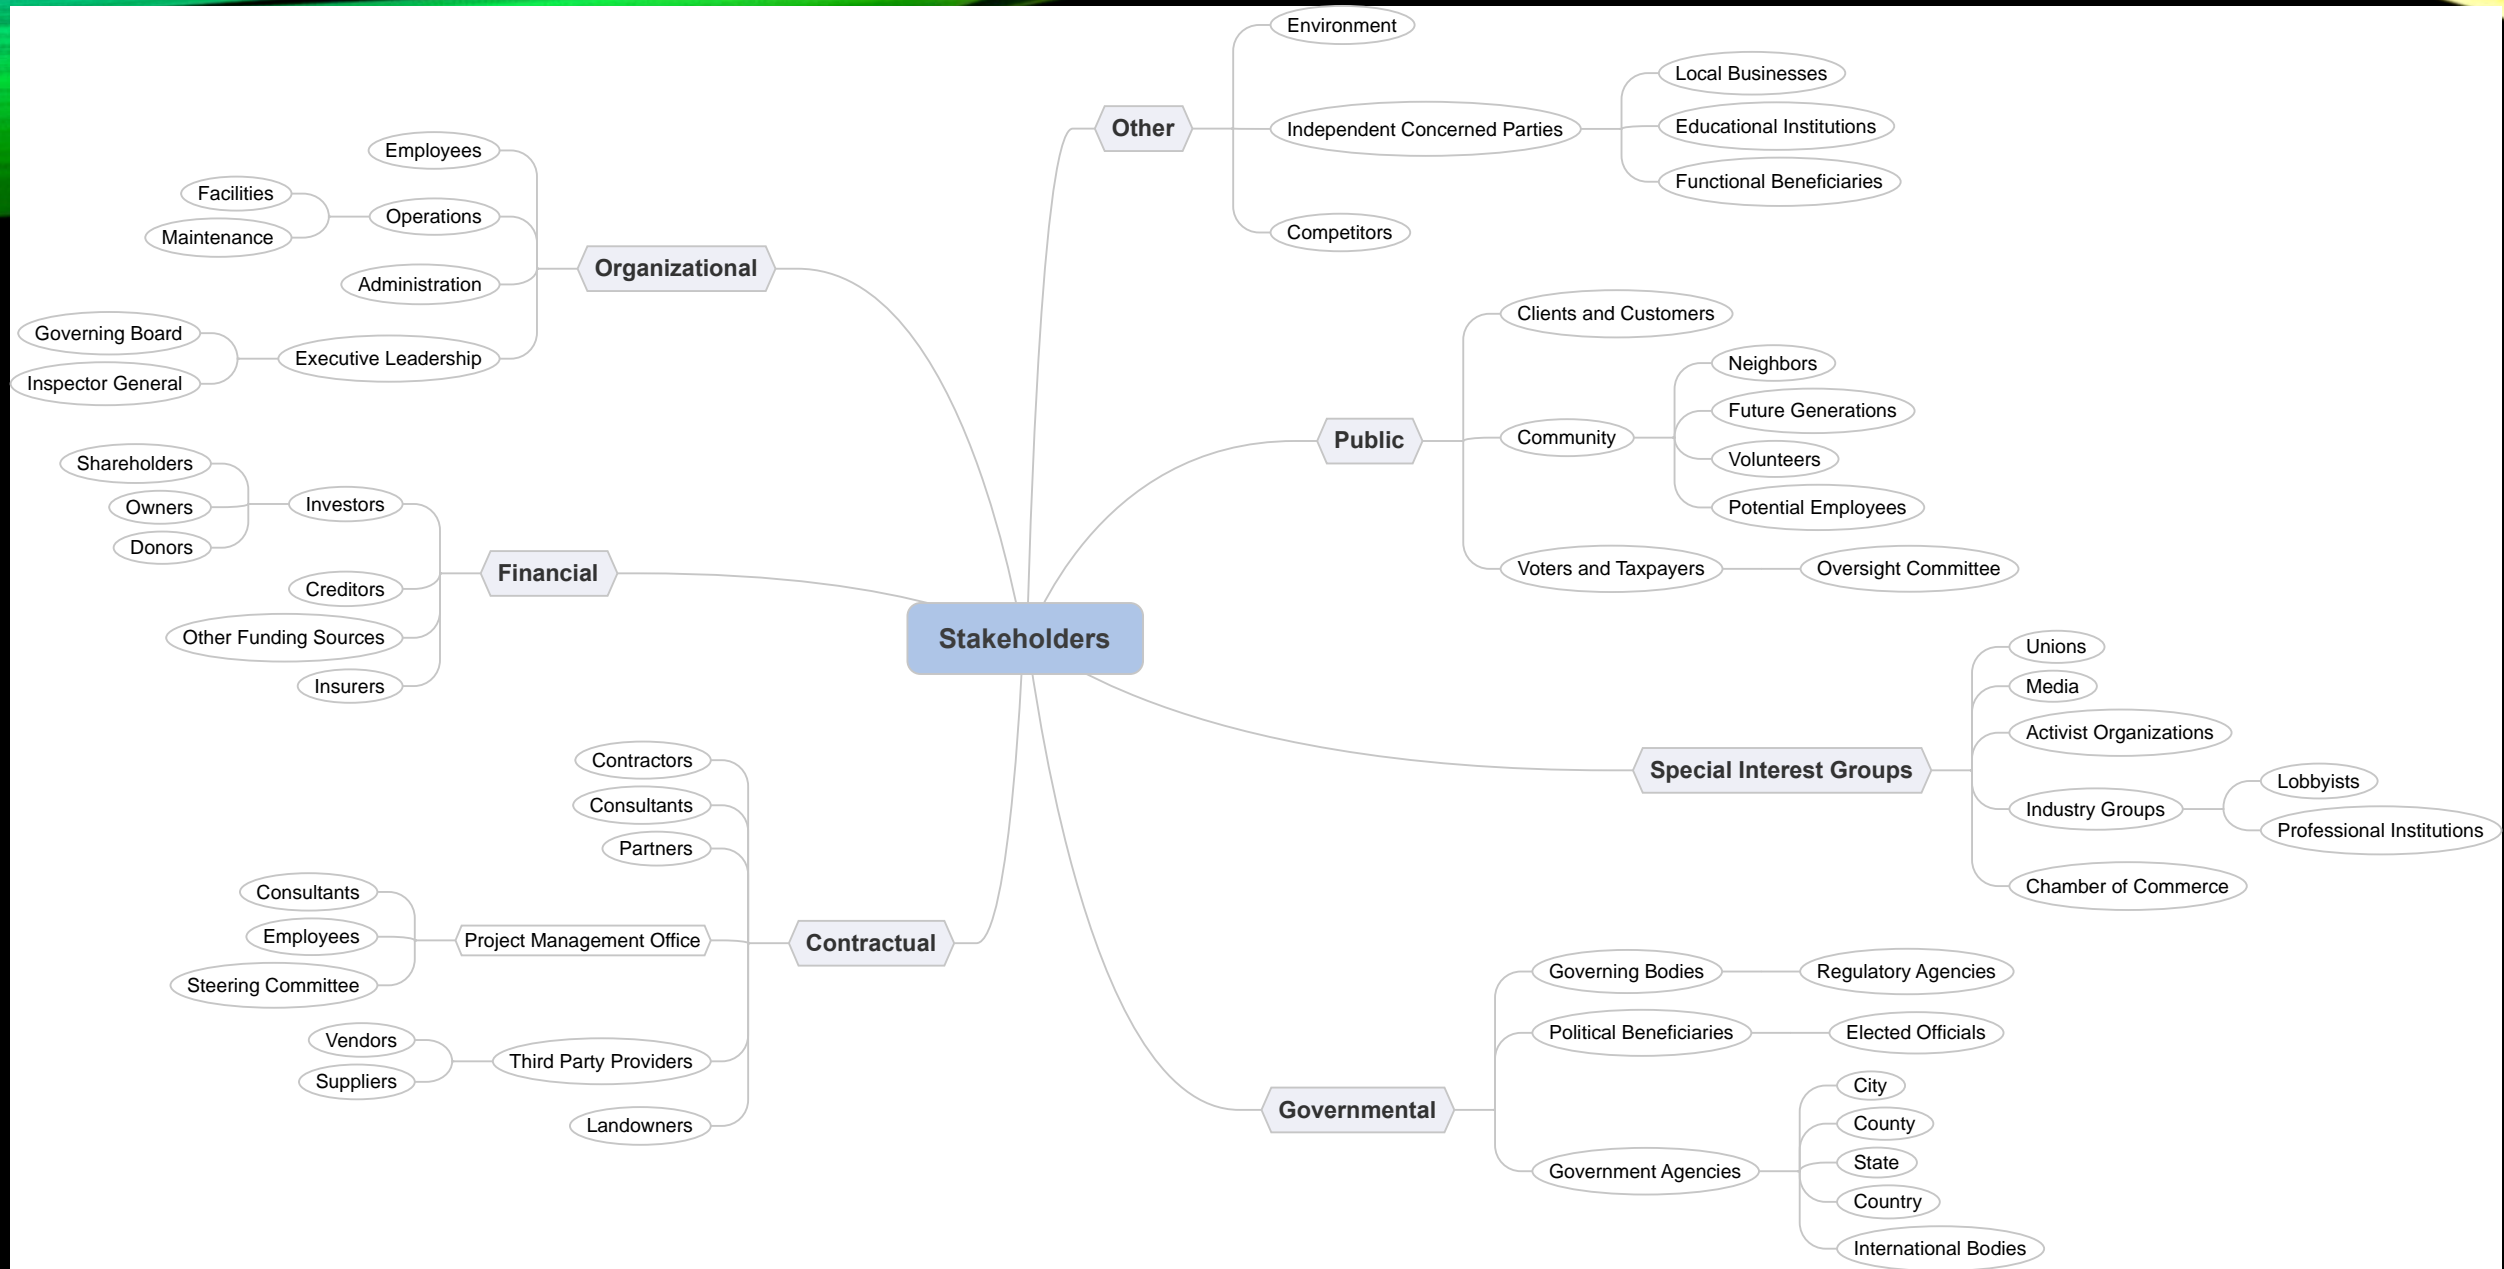 Stakeholders
Organizational
Employees
Operations
Facilities
Maintenance
Administration
Executive Leadership
Governing Board
Inspector General
Financial
Investors
Shareholders
Owners
Donors
Creditors
Other Funding Sources
Insurers
Contractual
Contractors
Consultants
Partners
Project Management Office
Consultants
Employees
Steering Committee
Third Party Providers
Vendors
Suppliers
Landowners
Other
Environment
Independent Concerned Parties
Local Businesses
Educational Institutions
Functional Beneficiaries
Competitors
Public
Clients and Customers
Community
Neighbors
Future Generations
Volunteers
Potential Employees
Voters and Taxpayers
Oversight Committee
Special Interest Groups
Unions
Media
Activist Organizations
Industry Groups
Lobbyists
Professional Institutions
Chamber of Commerce
Governmental
Governing Bodies
Regulatory Agencies
Political Beneficiaries
Elected Officials
Government Agencies
City
County
State
Country
International Bodies